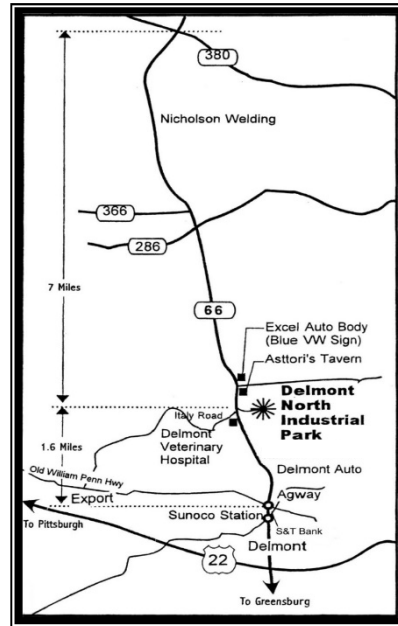 380
Nicholson Welding
366
286
7 Miles
66
Excel Auto Body
(Blue VW Sign)
Asttori's Tavern
Delmont
North
Industrial
Park
Italy Road
Delmont
Veterinary
Hospital
1.6 Miles
Delmont Auto
Old William Penn Hwy
Export
Agway
Sunoco Station
S&T Bank
To Pittsburgh
Delmont
22
To Greensburg